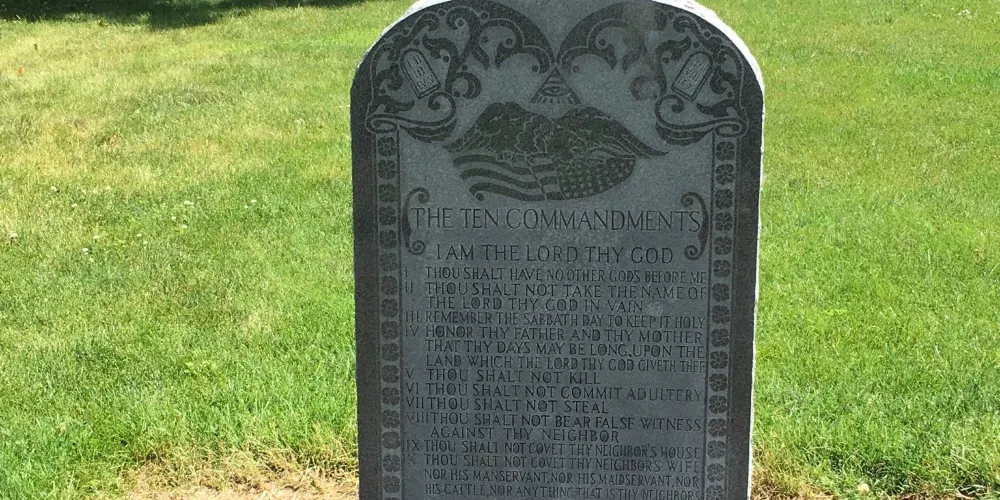 THE TEN COMMANDMENTS
I AM THE LORD THY GOD
I THOU SHALT HAVE NO OTHER GODS BEFORE ME
II THOU SHALT NOT TAKE THE NAME OF
THE LORD THY GOD IN VAIN
III REMEMBER THE SABBATH DAY TO KEEP IT HOLY
IV HONOR THY FATHER AND THY MOTHER
THAT THY DAYS MAY BE LONG, UPON THE
LAND WHICH THE LORD THY GOD GIVETH THEE
V THOU SHALT NOT KILL
VI THOU SHALT NOT COMMIT ADULTERY
VII THOU SHALT NOT STEAL
VIII THOU SHALT NOT BEAR FALSE WITNESS
AGAINST THY NEIGHBOR
IX THOU SHALT NOT COVET THY NEIGHBOR'S HOUSE
X THOU SHALT NOT COVET THY NEIGHBOR'S WIFE
NOR HIS MANSERVANT, NOR HIS MAIDSERVANT, NOR
HIS CATTLE, NOR ANYTHING THAT IS THY NEIGHBORS